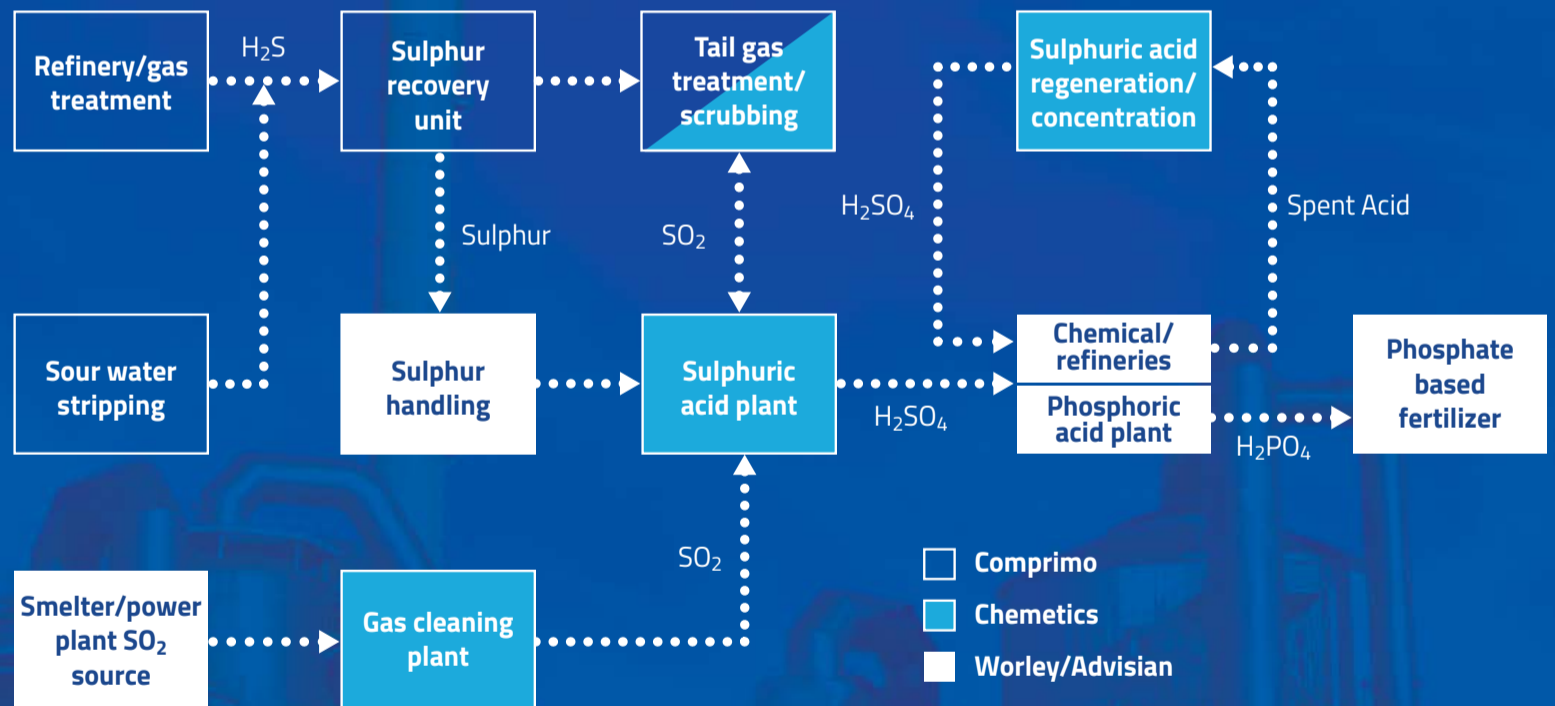 Refinery/gas
treatment
H₂S
Sulphur
recovery
unit
Tail gas
treatment/
scrubbing
Sulphuric acid
regeneration/
concentration
Sulphur
SO₂
H₂SO₄
Spent Acid
Sour water
stripping
Sulphur
handling
Sulphuric
acid plant
H₂SO₄
Chemical/
refineries
Phosphoric
acid plant
H₂PO₄
Phosphate
based
fertilizer
Smelter/power
plant SO₂
source
Gas cleaning
plant
SO₂
Comprimo
Chemetics
Worley/Advisian